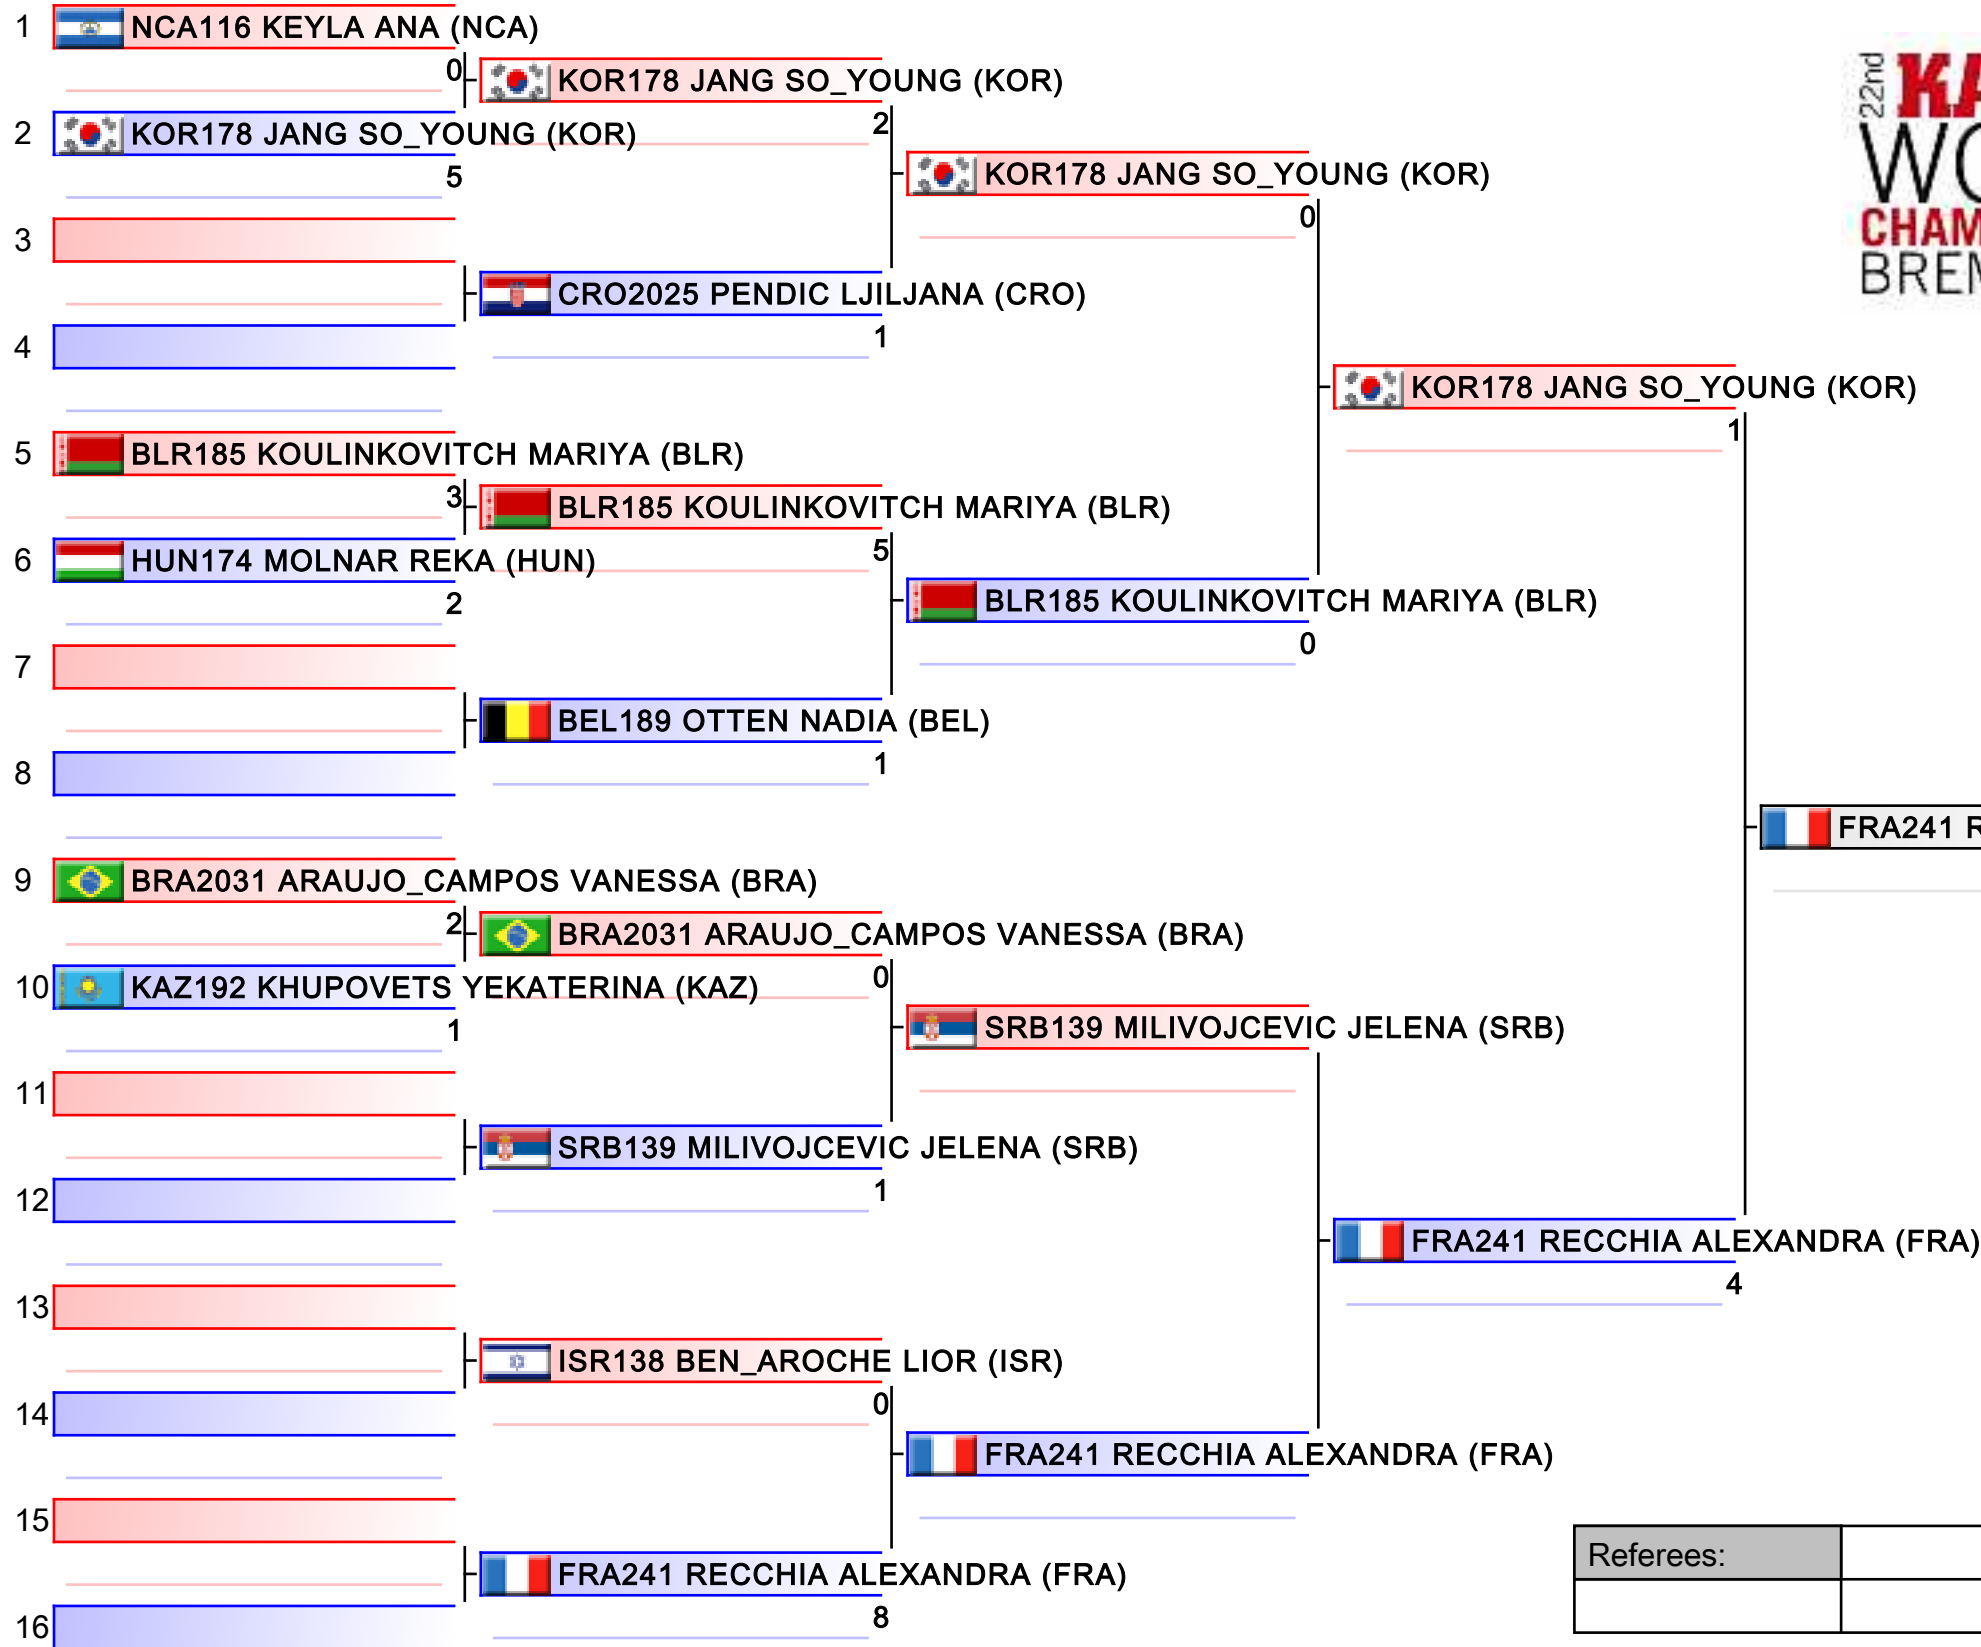 1 NCA116 KEYLA ANA (NCA)
0
KOR178 JANG SO_YOUNG (KOR)
2
2 KOR178 JANG SO_YOUNG (KOR)
5
KOR178 JANG SO_YOUNG (KOR)
0
3
CRO2025 PENDIC LJILJANA (CRO)
1
4
KOR178 JANG SO_YOUNG (KOR)
1
5 BLR185 KOULINKOVITCH MARIYA (BLR)
3
BLR185 KOULINKOVITCH MARIYA (BLR)
5
6 HUN174 MOLNAR REKA (HUN)
2
BLR185 KOULINKOVITCH MARIYA (BLR)
0
7
BEL189 OTTEN NADIA (BEL)
1
8
FRA241 R
9 BRA2031 ARAUJO_CAMPOS VANESSA (BRA)
2
BRA2031 ARAUJO_CAMPOS VANESSA (BRA)
0
10 KAZ192 KHUPOVETS YEKATERINA (KAZ)
1
SRB139 MILIVOJCEVIC JELENA (SRB)
11
SRB139 MILIVOJCEVIC JELENA (SRB)
1
12
FRA241 RECCHIA ALEXANDRA (FRA)
4
13
ISR138 BEN_AROCHE LIOR (ISR)
0
14
FRA241 RECCHIA ALEXANDRA (FRA)
15
FRA241 RECCHIA ALEXANDRA (FRA)
8
16
22nd KA
WO
CHAM
BREM
Referees: